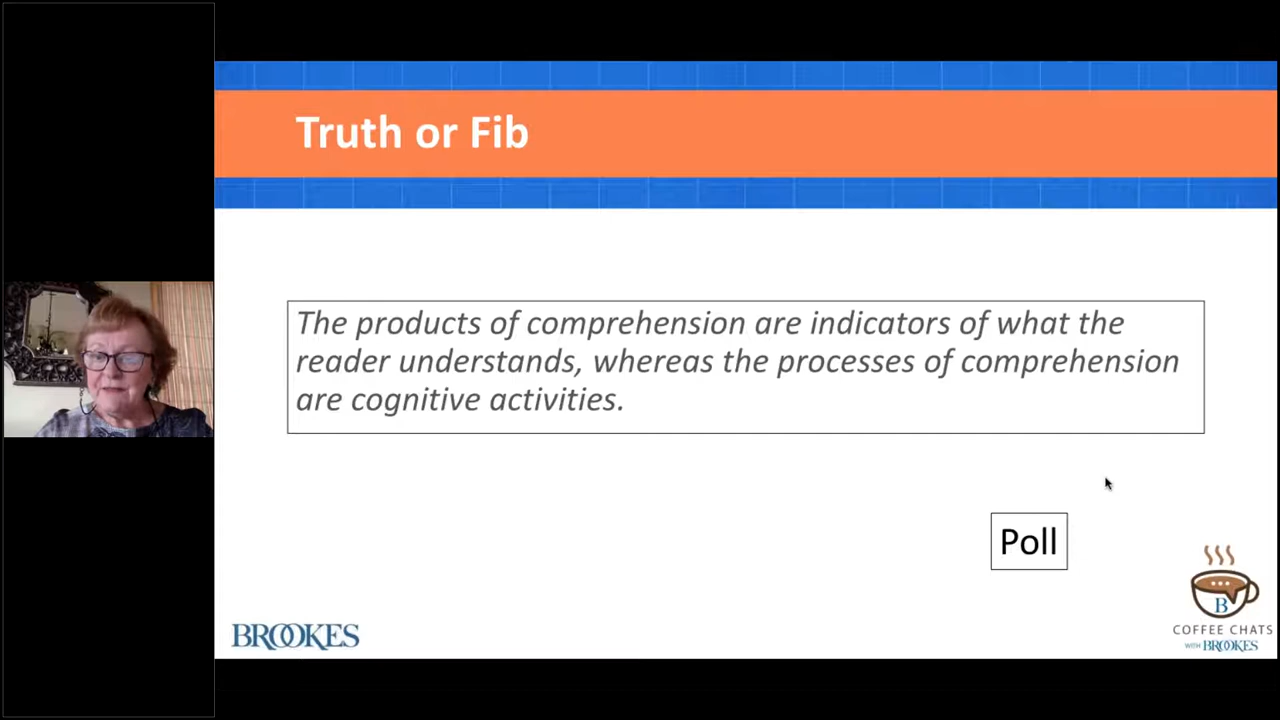 Truth or Fib
The products of comprehension are indicators of what the
reader understands, whereas the processes of comprehension
are cognitive activities.
Poll
BROOKES
B
COFFEE CHATS
WITH BROOKES